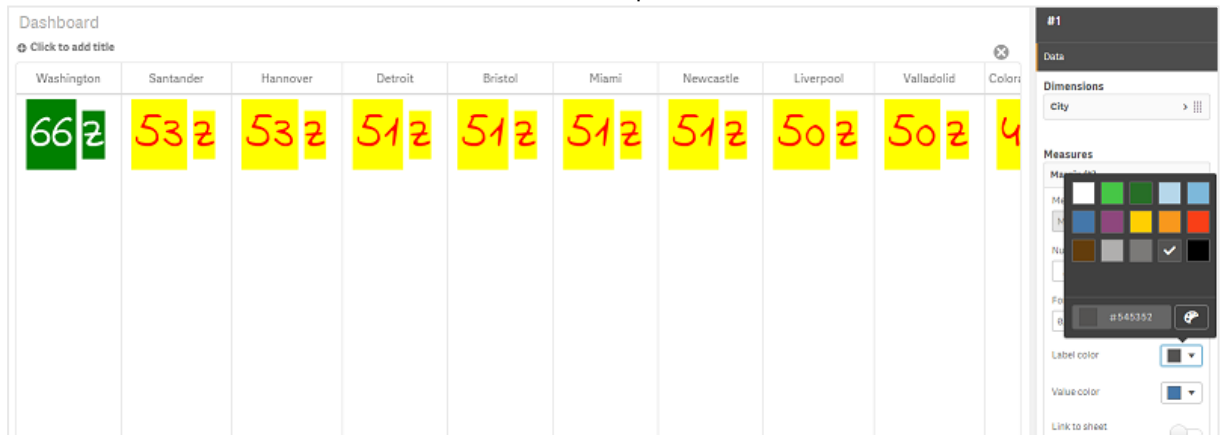 Dashboard
#1
Click to add title
Data
Washington Santander Hannover Detroit Bristol Miami Newcastle Liverpool Valladolid
Dimensions
City
66 z 53 z 53 z 51 z 51 z 51 z 51 z 50 z 50 z 4
Measures
#545352
Label color
Value color
Link to sheet